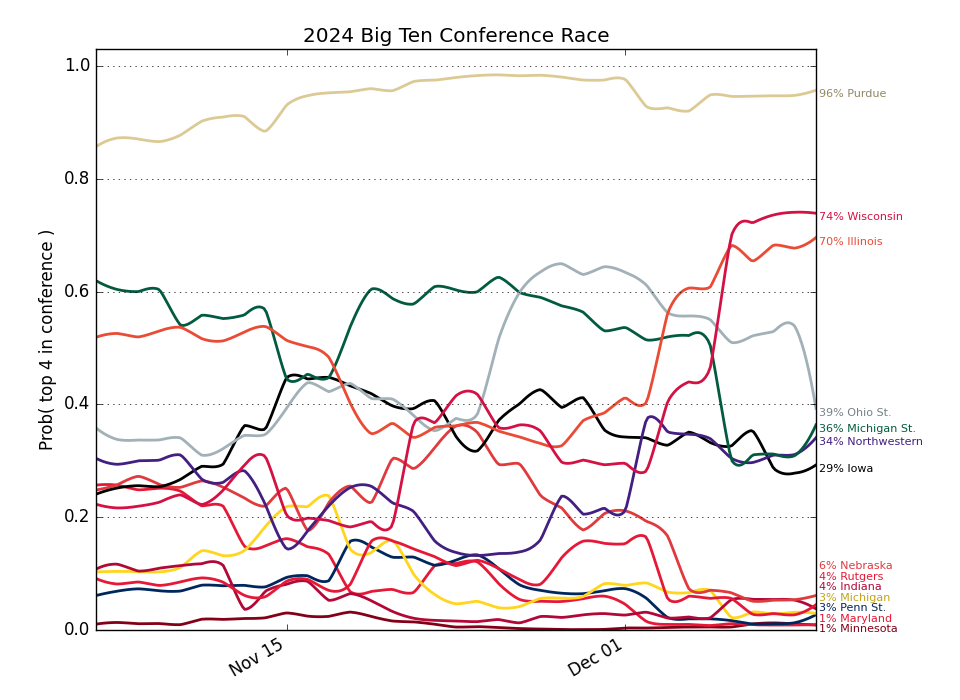 2024 Big Ten Conference Race
Prob( top 4 in conference )
1.0
0.8
0.6
0.4
0.2
0.0
Nov 15
Dec 01
96% Purdue
74% Wisconsin
70% Illinois
39% Ohio St.
36% Michigan St.
34% Northwestern
29% Iowa
6% Nebraska
4% Rutgers
4% Indiana
3% Michigan
3% Penn St.
1% Maryland
1% Minnesota